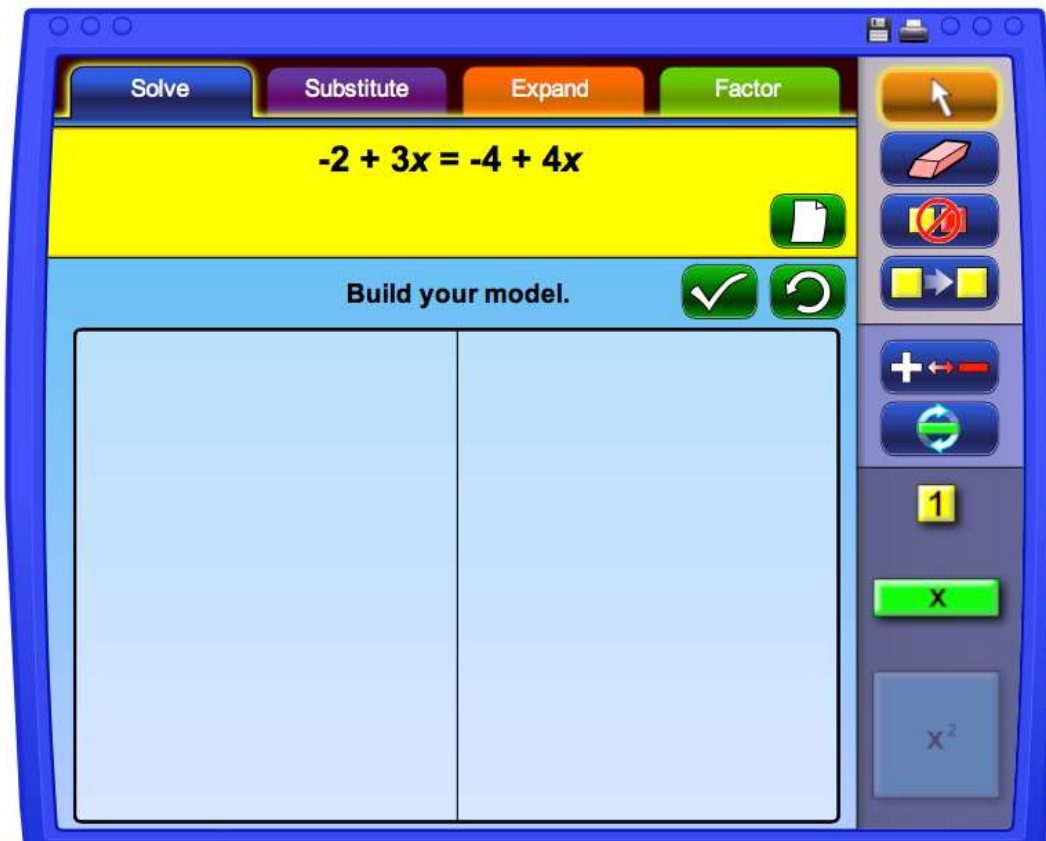 Solve Substitute Expand Factor
-2 + 3x = -4 + 4x
Build your model.
1
x
x²